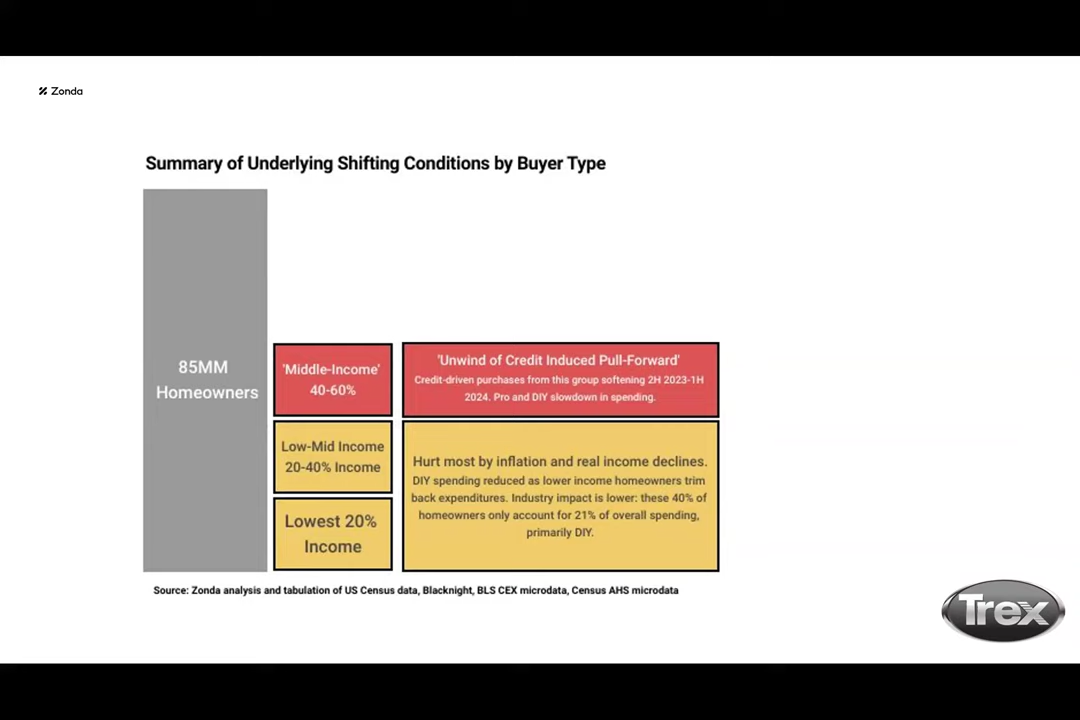 Zonda
Summary of Underlying Shifting Conditions by Buyer Type
85MM
Homeowners
'Middle-Income'
40-60%
'Unwind of Credit Induced Pull-Forward'
Credit-driven purchases from this group softening 2H 2023-1H
2024. Pro and DIY slowdown in spending.
Low-Mid Income
20-40% Income
Lowest 20%
Income
Hurt most by inflation and real income declines.
DIY spending reduced as lower income homeowners trim
back expenditures. Industry impact is lower: these 40% of
homeowners only account for 21% of overall spending,
primarily DIY.
Source: Zonda analysis and tabulation of US Census data, Blacknight, BLS CEX microdata, Census AHS microdata
Trex